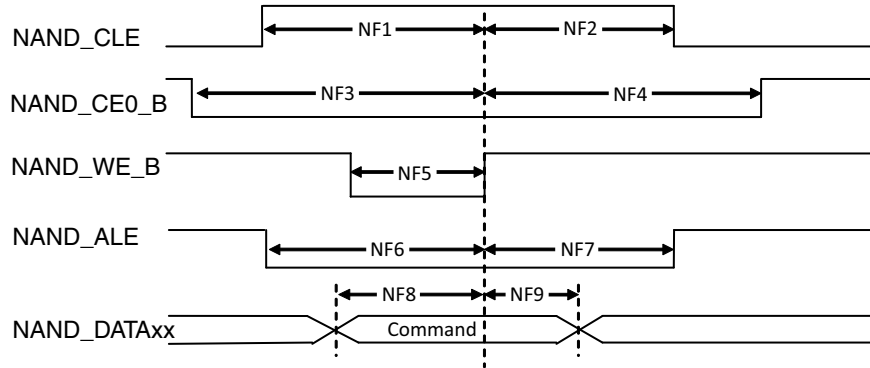 NAND_CLE
NF1
NF2
NAND_CE0_B
NF3
NF4
NAND_WE_B
NF5
NAND_ALE
NF6
NF7
NF8
NF9
NAND_DATAxx
Command